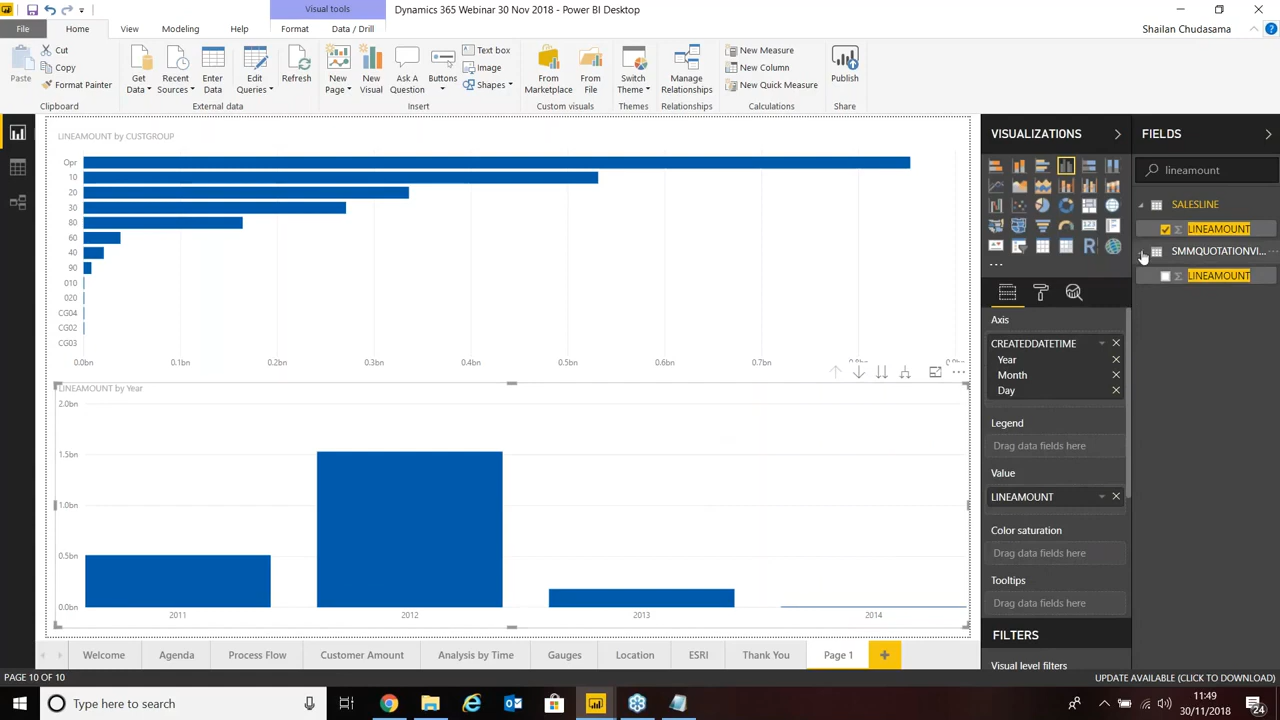 Visual tools
Dynamics 365 Webinar 30 Nov 2018 - Power BI Desktop
File
Home
View
Modeling
Help
Format
Data / Drill
Shailan Chudasama
Paste
Cut
Copy
Format Painter
Clipboard
Get Data
Recent Sources
Enter Data
Edit Queries
Refresh
External data
New Page
New Visual
Ask A Question
Buttons
Text box
Image
Shapes
Insert
From Marketplace
From File
Custom visuals
Switch Theme
Themes
Manage Relationships
Relationships
New Measure
New Column
New Quick Measure
Calculations
Publish
Share
LINEAMOUNT by CUSTGROUP
Opr
10
20
30
80
60
40
90
010
020
CG04
CG02
CG03
0.0bn 0.1bn 0.2bn 0.3bn 0.4bn 0.5bn 0.6bn 0.7bn
LINEAMOUNT by Year
2.0bn
1.5bn
1.0bn
0.5bn
0.0bn
2011 2012 2013 2014
VISUALIZATIONS
R
Axis
CREATEDDATETIME
Year
Month
Day
Legend
Drag data fields here
Value
LINEAMOUNT
Color saturation
Drag data fields here
Tooltips
Drag data fields here
FILTERS
Visual level filters
FIELDS
lineamount
SALESLINE
LINEAMOUNT
SMMQUOTATIONVI...
LINEAMOUNT
Welcome
Agenda
Process Flow
Customer Amount
Analysis by Time
Gauges
Location
ESRI
Thank You
Page 1
PAGE 10 OF 10
UPDATE AVAILABLE (CLICK TO DOWNLOAD)
Type here to search
11:49
30/11/2018
24